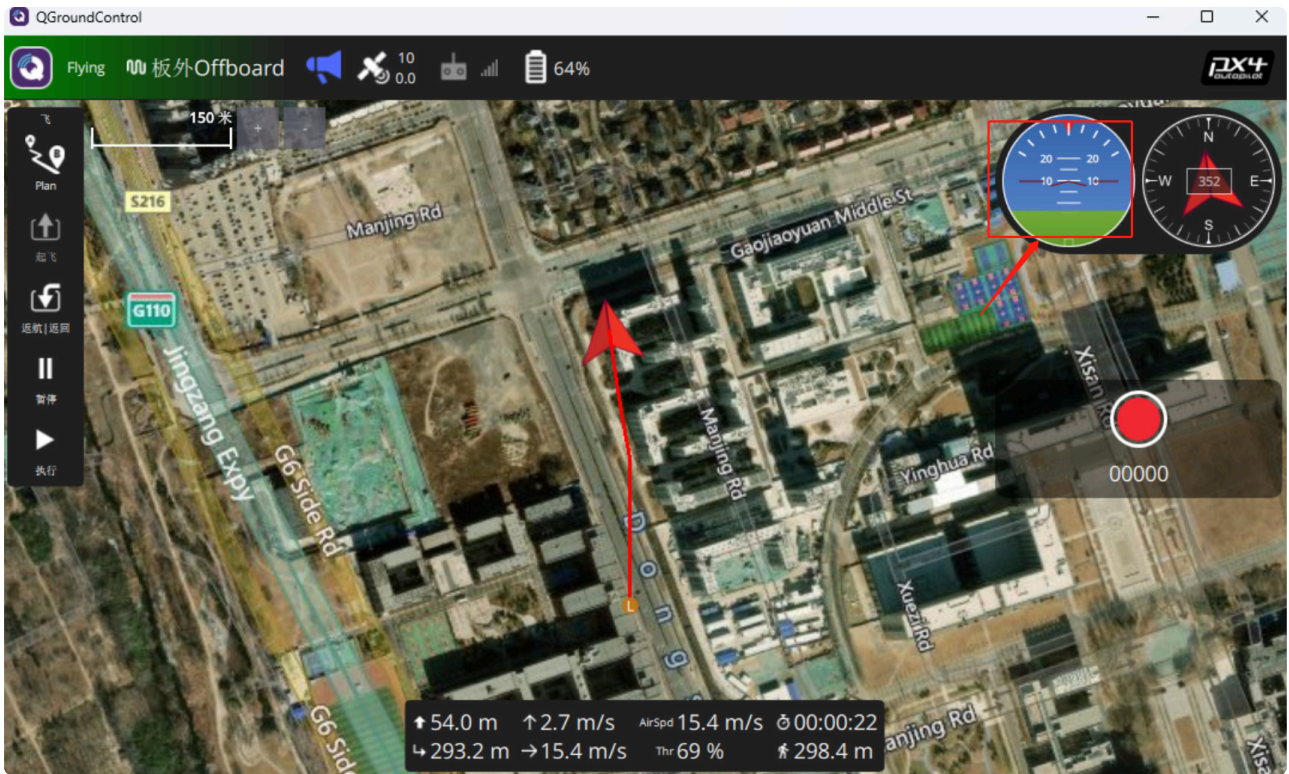 QGroundControl
Flying 板外Offboard 10 0.0 64% px4 autopilot
飞
Plan
起飞
返航|返回
暂停
执行
150 米
+ -
S216
Manjing Rd
Gaojiaoyuan Middle St
G110
Jingzang Expy
G6 Side Rd
Manjing Rd
Xisan Rd
Yinghua Rd
Xuezi Rd
Dong
L
G6 Side
anjing Rd
Xisa
20 20
10 10
N
W 352 E
S
00000
54.0 m 2.7 m/s AirSpd 15.4 m/s 00:00:22
293.2 m 15.4 m/s Thr 69 % 298.4 m